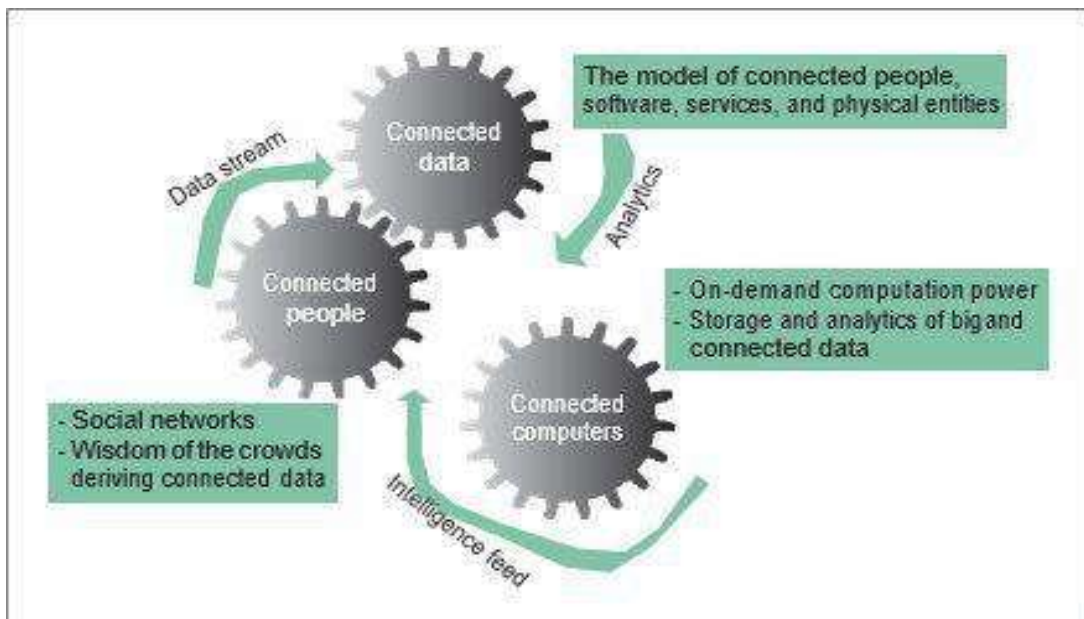 The model of connected people,
software, services, and physical entities
Connected
data
Data stream
Analytics
Connected
people
- On-demand computation power
- Storage and analytics of big and
connected data
Connected
computers
- Social networks
- Wisdom of the crowds
deriving connected data
Intelligence feed